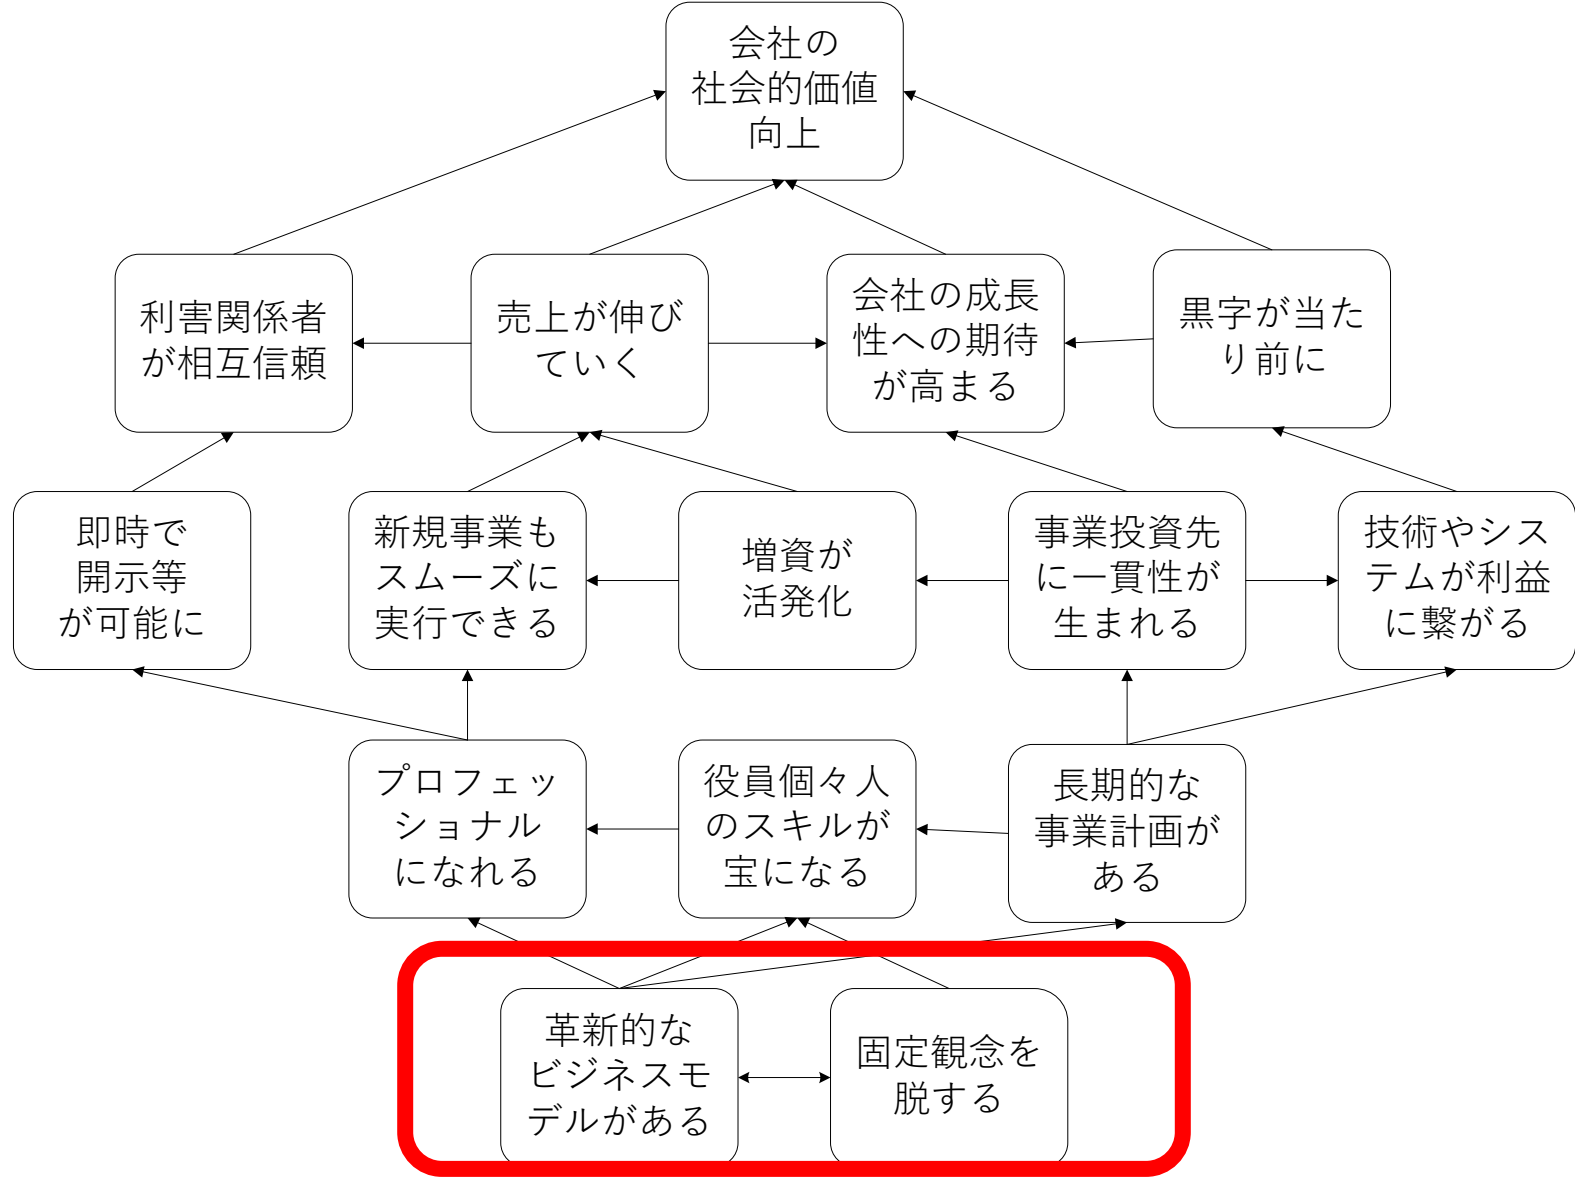 会社の
社会的価値
向上
利害関係者
が相互信頼
売上が伸び
ていく
会社の成長
性への期待
が高まる
黒字が当た
り前に
即時で
開示等
が可能に
新規事業も
スムーズに
実行できる
増資が
活発化
事業投資先
に一貫性が
生まれる
技術やシス
テムが利益
に繋がる
プロフェッ
ショナル
になれる
役員個々人
のスキルが
宝になる
長期的な
事業計画が
ある
革新的な
ビジネスモ
デルがある
固定観念を
脱する